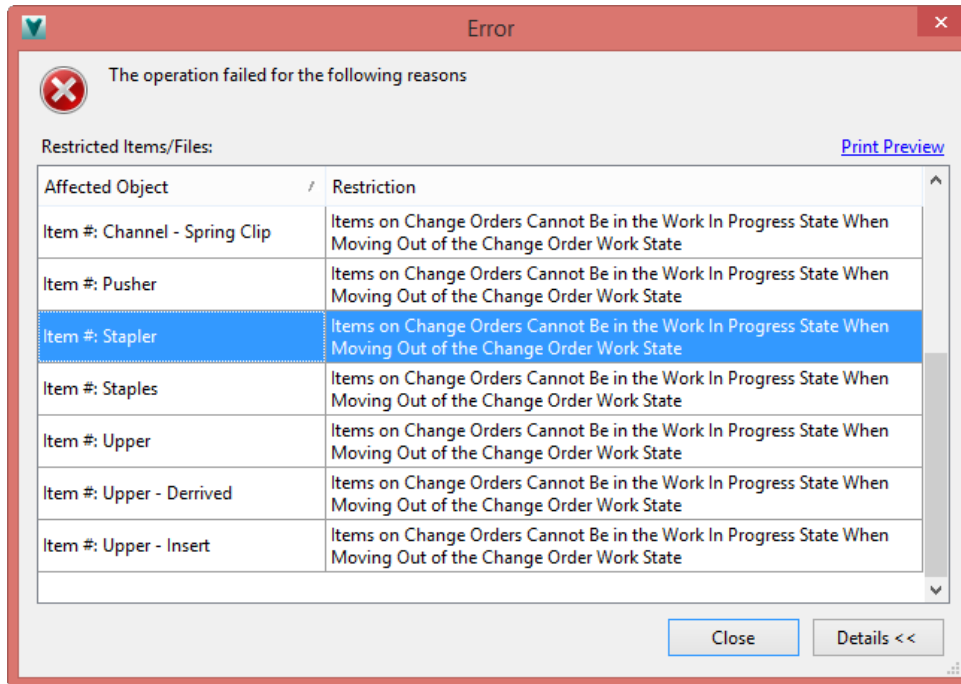 Error
The operation failed for the following reasons
Restricted Items/Files:
Print Preview
Affected Object
Restriction
Item #: Channel - Spring Clip
Items on Change Orders Cannot Be in the Work In Progress State When
Moving Out of the Change Order Work State
Item #: Pusher
Items on Change Orders Cannot Be in the Work In Progress State When
Moving Out of the Change Order Work State
Item #: Stapler
Items on Change Orders Cannot Be in the Work In Progress State When
Moving Out of the Change Order Work State
Item #: Staples
Items on Change Orders Cannot Be in the Work In Progress State When
Moving Out of the Change Order Work State
Item #: Upper
Items on Change Orders Cannot Be in the Work In Progress State When
Moving Out of the Change Order Work State
Item #: Upper - Derrived
Items on Change Orders Cannot Be in the Work In Progress State When
Moving Out of the Change Order Work State
Item #: Upper - Insert
Items on Change Orders Cannot Be in the Work In Progress State When
Moving Out of the Change Order Work State
Close
Details <<